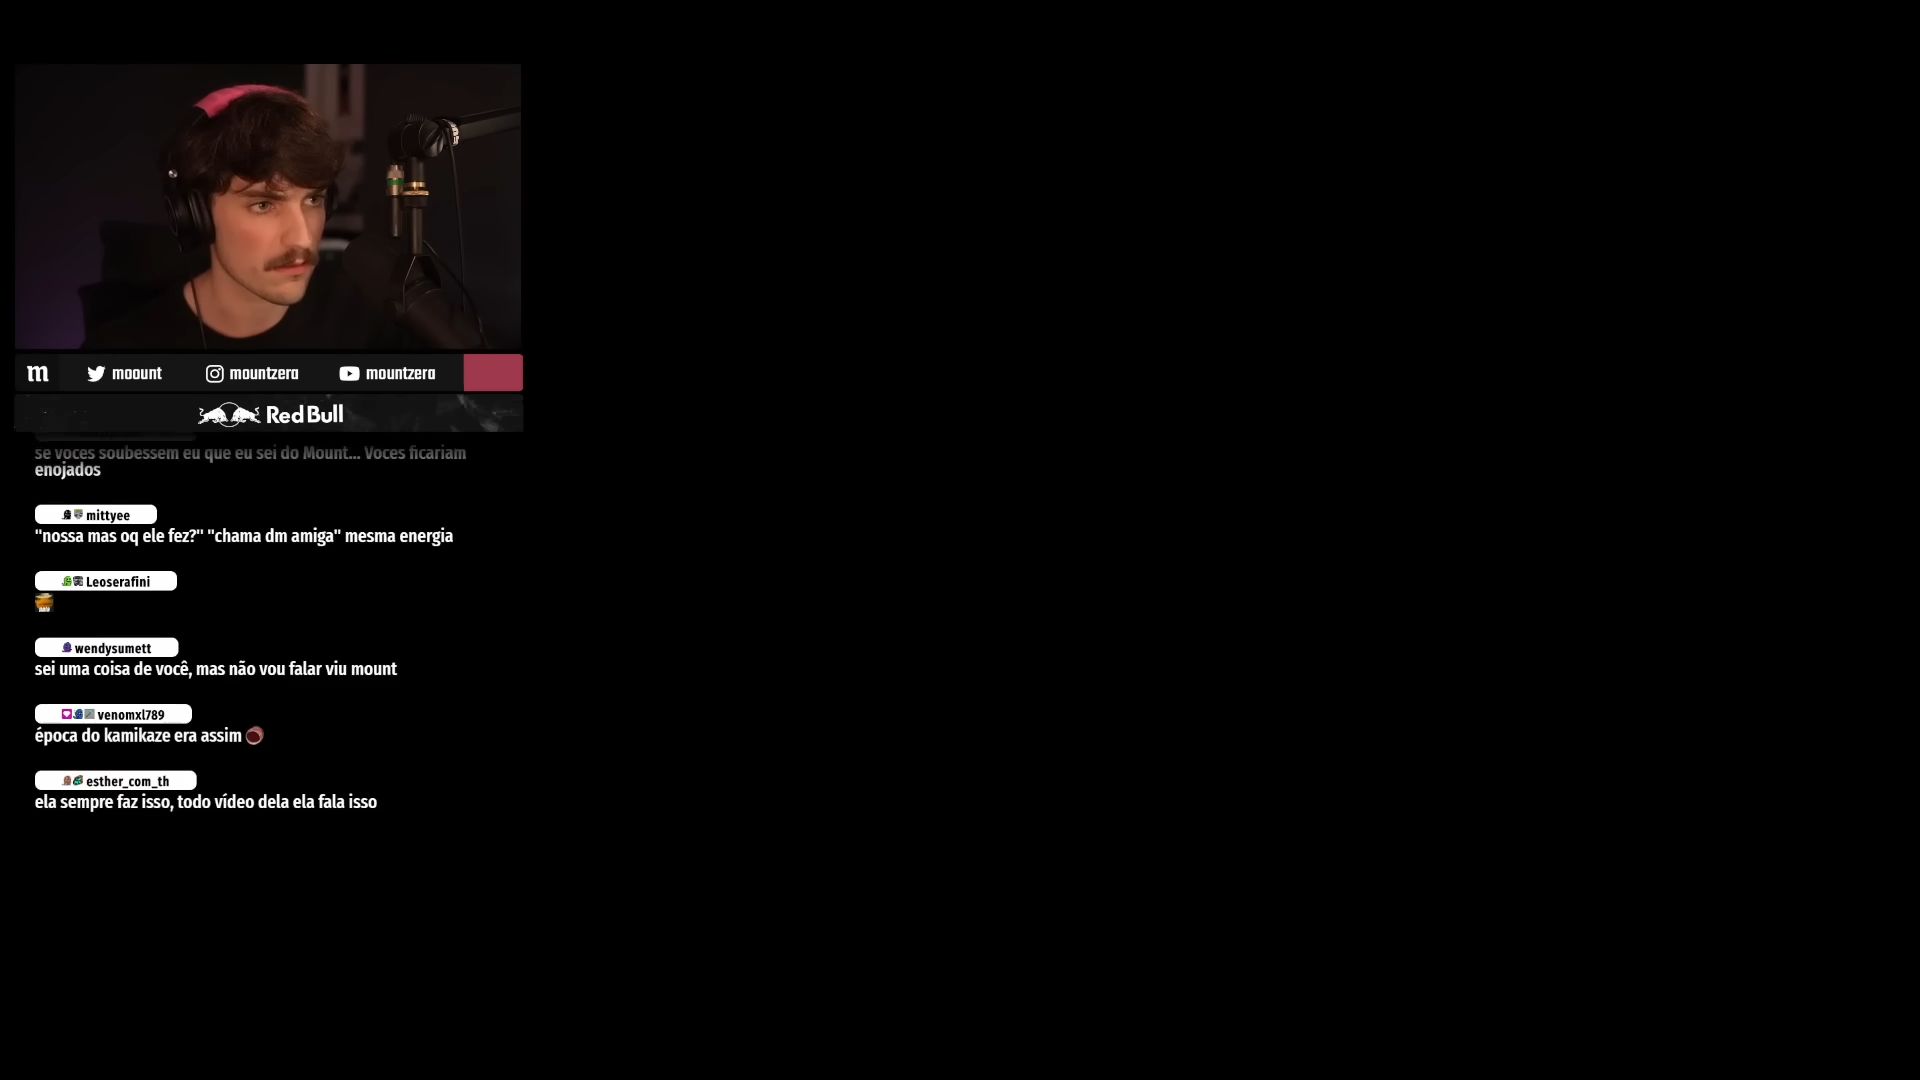 m moount mountzera mountzera
Red Bull
se voces soubessem eu que eu sei do Mount... Voces ficariam
enojados
mittyee
"nossa mas oq ele fez?" "chama dm amiga" mesma energia
Leoserafini
wendysumett
sei uma coisa de você, mas não vou falar viu mount
venomxl789
época do kamikaze era assim
esther_com_th
ela sempre faz isso, todo vídeo dela ela fala isso